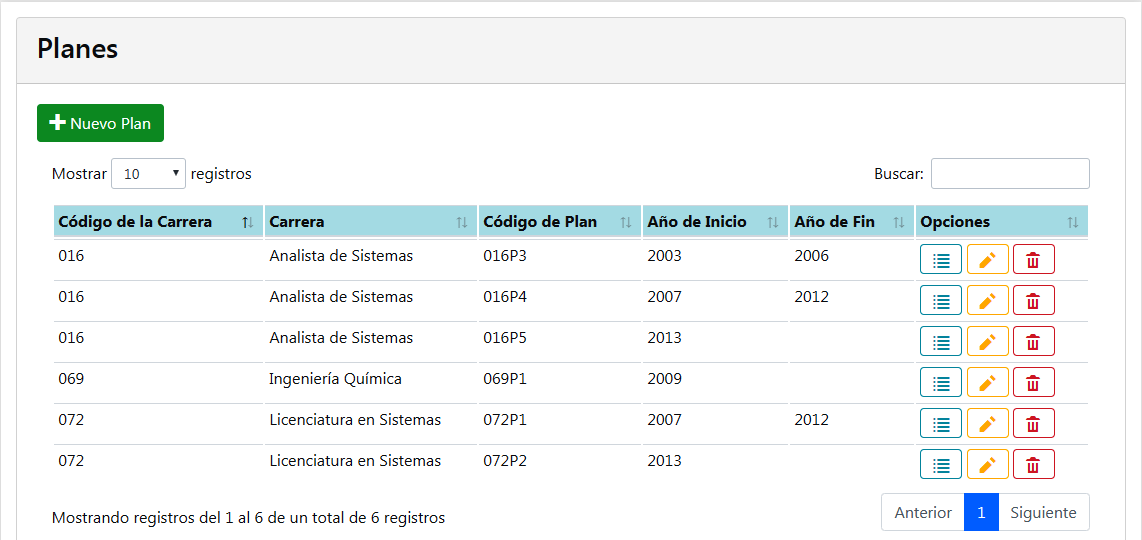 Planes
Nuevo Plan
Mostrar 10 registros Buscar:
Código de la Carrera Carrera Código de Plan Año de Inicio Año de Fin Opciones
016 Analista de Sistemas 016P3 2003 2006
016 Analista de Sistemas 016P4 2007 2012
016 Analista de Sistemas 016P5 2013
069 Ingeniería Química 069P1 2009
072 Licenciatura en Sistemas 072P1 2007 2012
072 Licenciatura en Sistemas 072P2 2013
Mostrando registros del 1 al 6 de un total de 6 registros Anterior 1 Siguiente